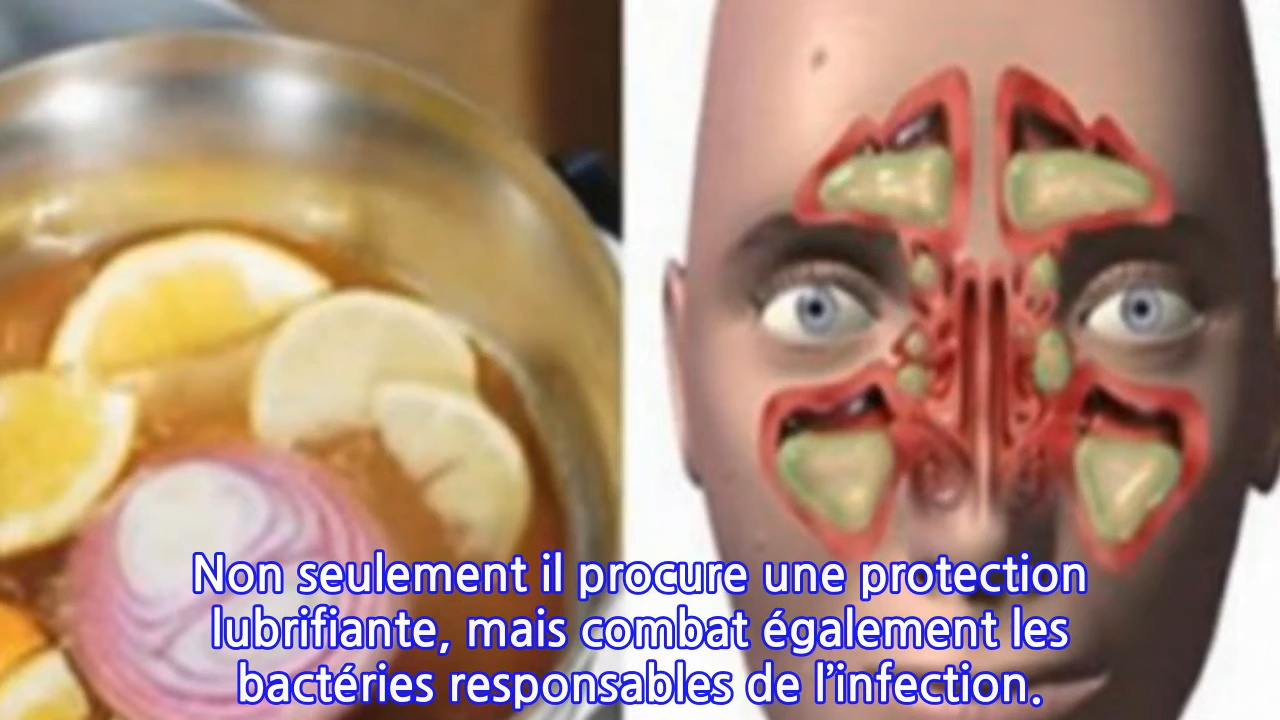 Non seulement il procure une protection
lubrifiante, mais combat également les
bactéries responsables de l'infection.